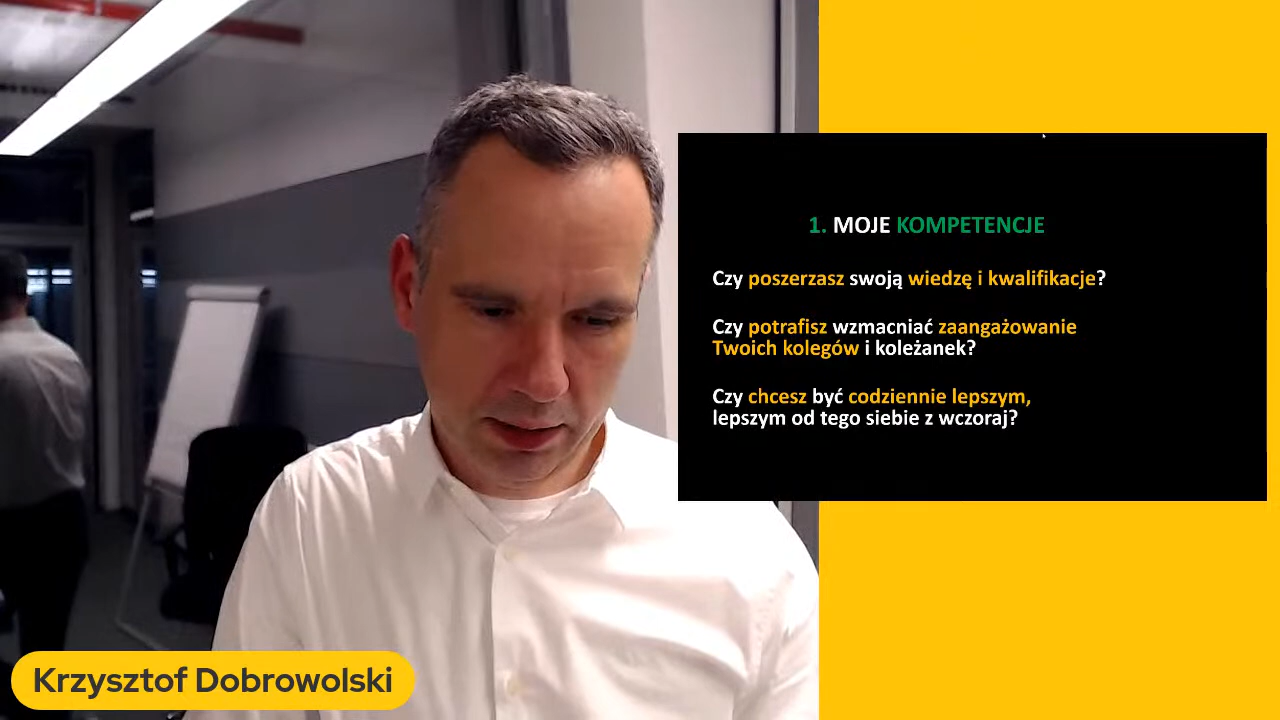 1. MOJE KOMPETENCJE
Czy poszerzasz swoją wiedzę i kwalifikacje?
Czy potrafisz wzmacniać zaangażowanie
Twoich kolegów i koleżanek?
Czy chcesz być codziennie lepszym,
lepszym od tego siebie z wczoraj?
Krzysztof Dobrowolski